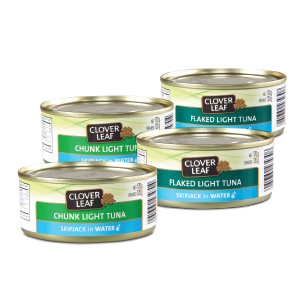 CLOVER
LEAF
FLAKED LIGHT TUNA
CLOVER
LEAF
CHUNK LIGHT TUNA
SKIPJACK in WATER
CLOVER
LEAF
FLAKED LIGHT TUNA
SKIPJACK in WATER
CLOVER
LEAF
CHUNK LIGHT TUNA
SKIPJACK in WATER